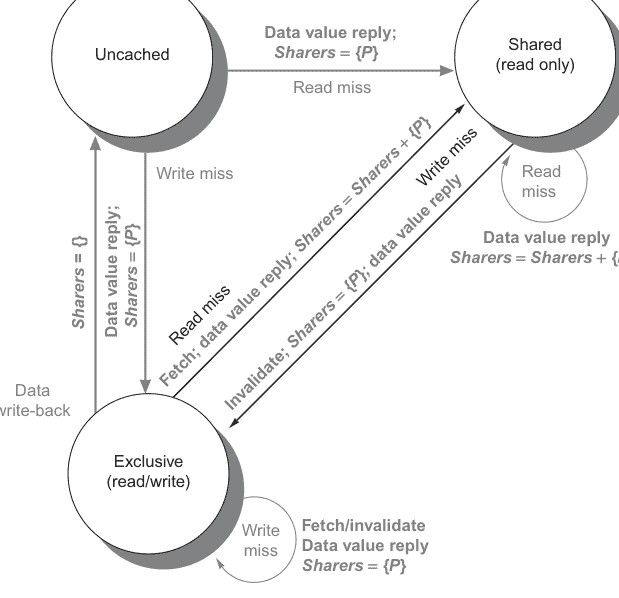 Data value reply;
Sharers = {P}
Read miss
Uncached
Shared
(read only)
Write miss
Read
miss
Data value reply
Sharers = Sharers +
Sharers = {}
Data value reply;
Sharers = {P}
Read miss
Fetch; data value reply; Sharers = Sharers + {P}
Write miss
Invalidate; Sharers = {P}; data value reply
Data
write-back
Exclusive
(read/write)
Write
miss
Fetch/invalidate
Data value reply
Sharers = {P}